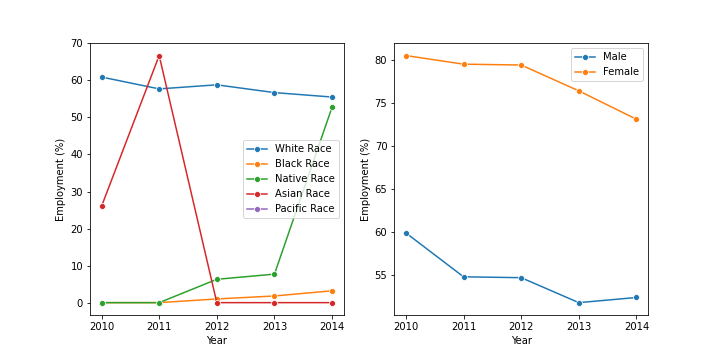 70
60
50
40
30
20
10
0
Employment (%)
White Race
Black Race
Native Race
Asian Race
Pacific Race
2010 2011 2012 2013 2014
Year
80
75
70
65
60
55
Employment (%)
Male
Female
2010 2011 2012 2013 2014
Year